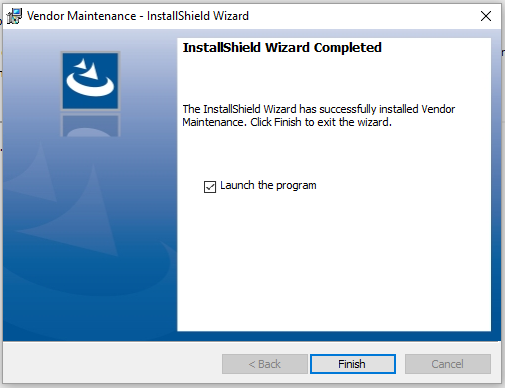 Vendor Maintenance - InstallShield Wizard
InstallShield Wizard Completed
The InstallShield Wizard has successfully installed Vendor
Maintenance. Click Finish to exit the wizard.
Launch the program
< Back
Finish
Cancel